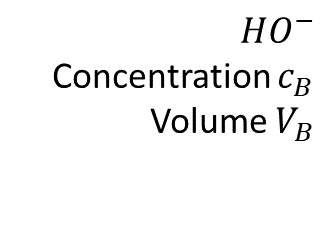 HO⁻
Concentration c_B
Volume V_B